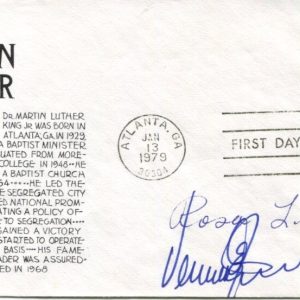 N
R
DR. MARTIN LUTHER
KING JR. WAS BORN IN
ATLANTA, GA. IN 1929
A BAPTIST MINISTER
UATED FROM MORE-
COLLEGE IN 1948--HE
A BAPTIST CHURCH
54----HE LED THE
E SEGREGATED CITY
ED NATIONAL PROM-
ATING A POLICY OF-
TO SEGREGATION----
GAINED A VICTORY
STARTED TO OPERATE-
BASIS -- HIS FAME-
ADER WAS ASSURED-
ED IN 1968
ATLANTA, GA
JAN
13
1979
30304
FIRST DAY
Rosa L.